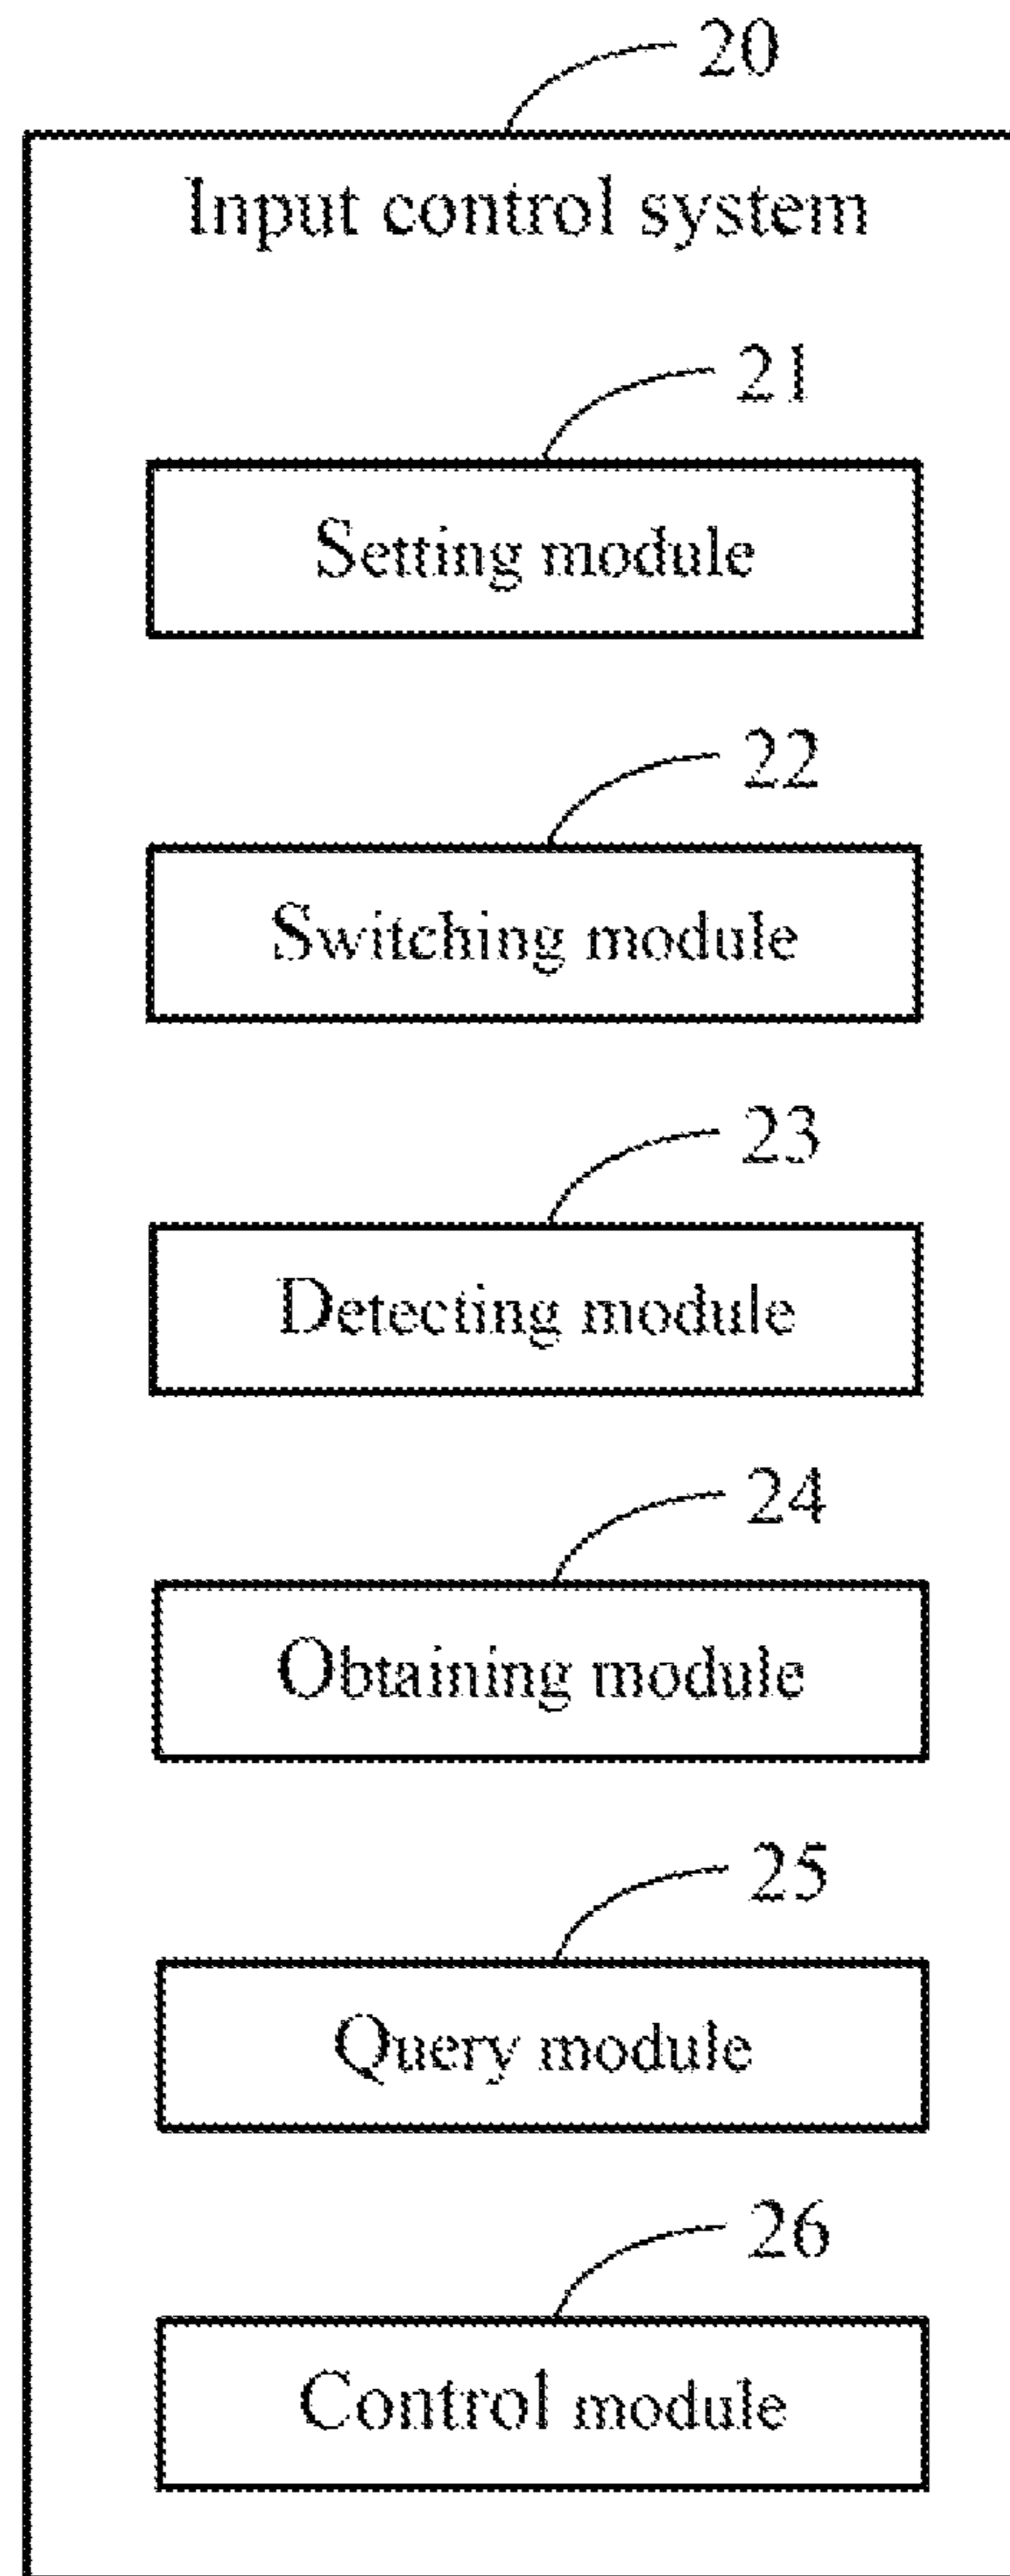 20
Input control system
21
Setting module
22
Switching module
23
Detecting module
24
Obtaining module
25
Query module
26
Control module